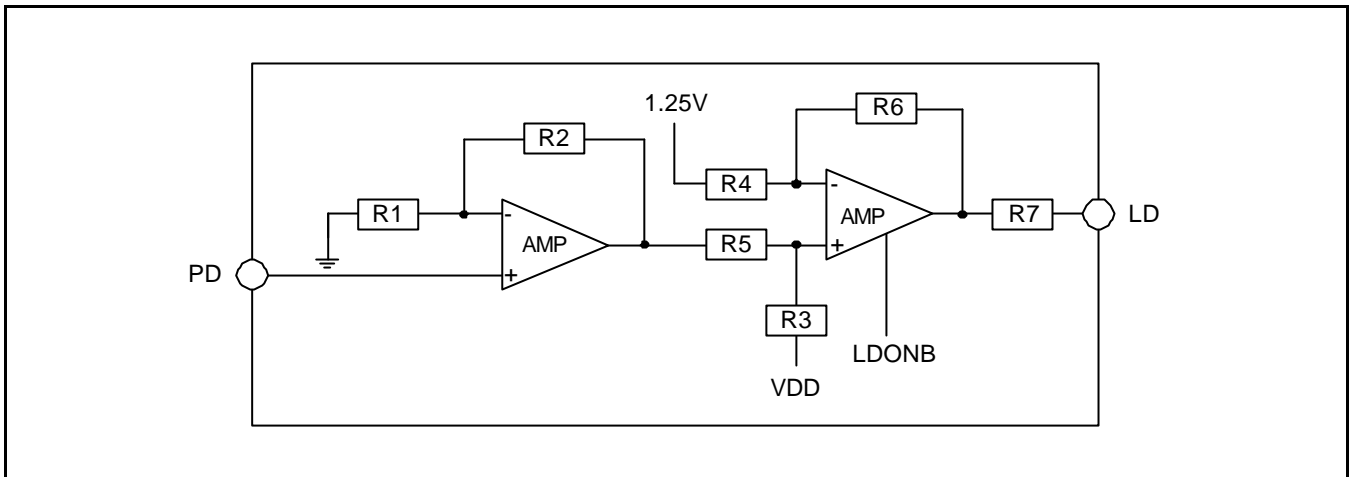 1.25V
R6
R2
R4
-
R1
-
AMP
R7
LD
AMP
R5
+
PD
+
R3
LDONB
VDD